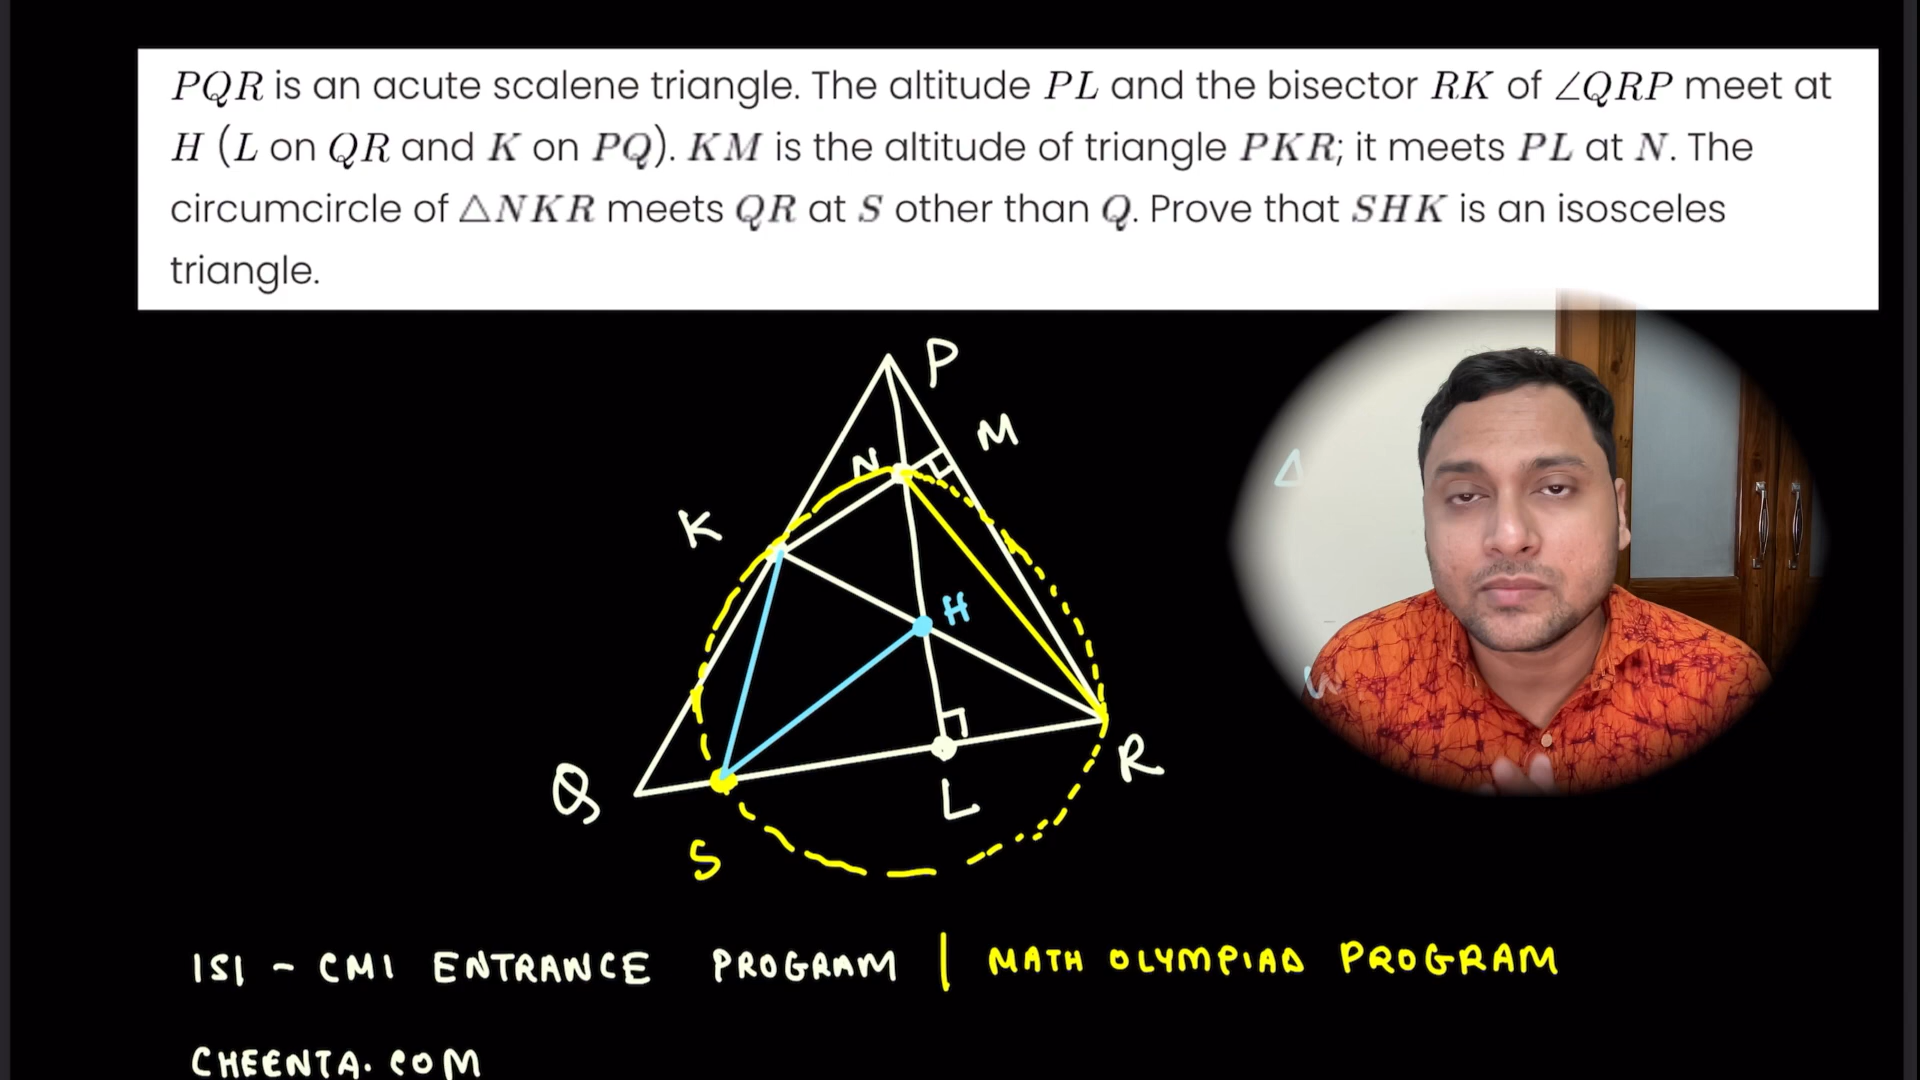 PQR is an acute scalene triangle. The altitude PL and the bisector RK of ∠QRP meet at
H (L on QR and K on PQ). KM is the altitude of triangle PKR; it meets PL at N. The
circumcircle of △NKR meets QR at S other than Q. Prove that SHK is an isosceles
triangle.
P
M
N
K
H
Δ
R
Q
L
S
ISI - CMI ENTRANCE PROGRAM | MATH OLYMPIAD PROGRAM
CHEENTA.COM